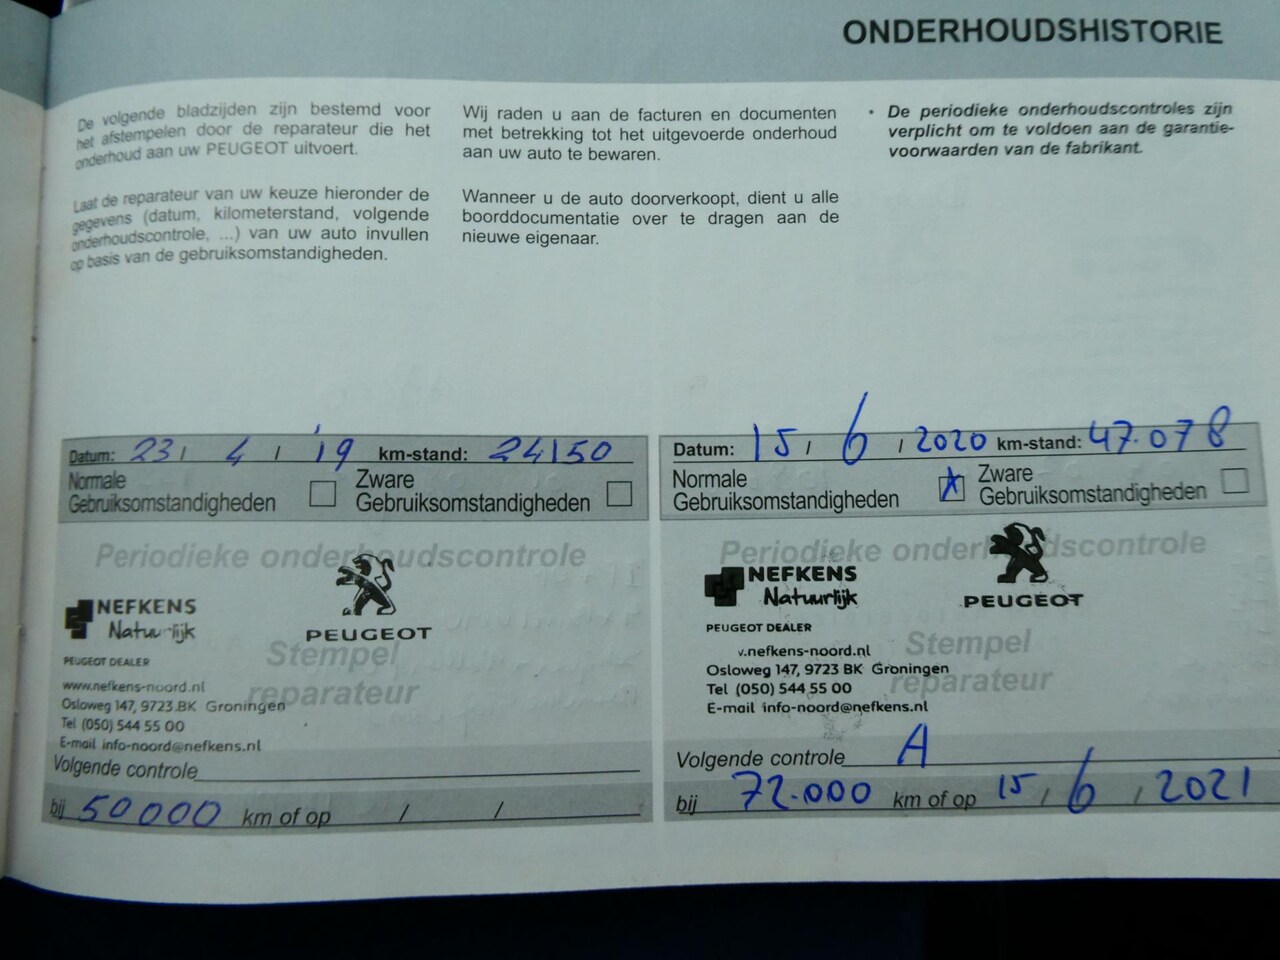 ONDERHOUDSHISTORIE
De volgende bladzijden zijn bestemd voor
het afstempelen door de reparateur die het
onderhoud aan uw PEUGEOT uitvoert.
Laat de reparateur van uw keuze hieronder de
gegevens (datum, kilometerstand, volgende
onderhoudscontrole, ...) van uw auto invullen
op basis van de gebruiksomstandigheden.
Wij raden u aan de facturen en documenten
met betrekking tot het uitgevoerde onderhoud
aan uw auto te bewaren.
Wanneer u de auto doorverkoopt, dient u alle
boorddocumentatie over te dragen aan de
nieuwe eigenaar.
• De periodieke onderhoudscontroles zijn
verplicht om te voldoen aan de garantie-
voorwaarden van de fabrikant.
Datum: 23 / 4 / '19 km-stand: 24150
Normale
Gebruiksomstandigheden
Zware
Gebruiksomstandigheden
Periodieke onderhoudscontrole
NEFKENS
Natuurlijk
PEUGEOT
Stempel
reparateur
PEUGEOT DEALER
www.nefkens-noord.nl
Osloweg 147, 9723 BK Groningen
Tel (050) 544 55 00
E-mail info-noord@nefkens.nl
Volgende controle
bij 50000 km of op / /
Datum: 15 / 6 / 2020 km-stand: 47.078
Normale
Gebruiksomstandigheden
Zware
Gebruiksomstandigheden
Periodieke onderhoudscontrole
NEFKENS
Natuurlijk
PEUGEOT
Stempel
reparateur
PEUGEOT DEALER
v.nefkens-noord.nl
Osloweg 147, 9723 BK Groningen
Tel (050) 544 55 00
E-mail info-noord@nefkens.nl
Volgende controle A
bij 72.000 km of op 15 / 6 / 2021